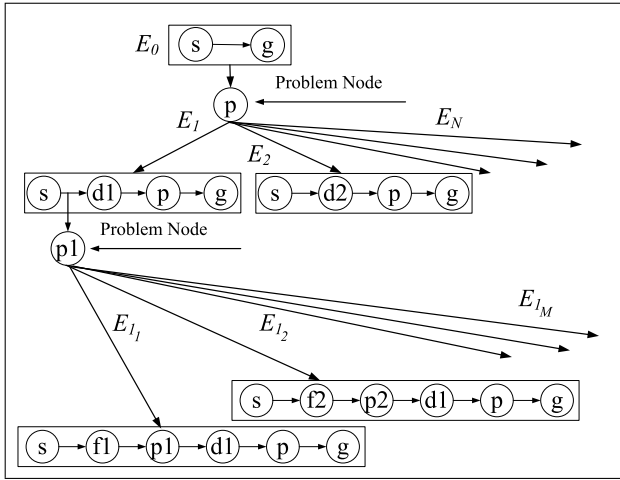 E0 s g
Problem Node
p
E1 E2 EN
s d1 p g s d2 p g
Problem Node
p1
E11 E12 E1M
s f2 p2 d1 p g
s f1 p1 d1 p g